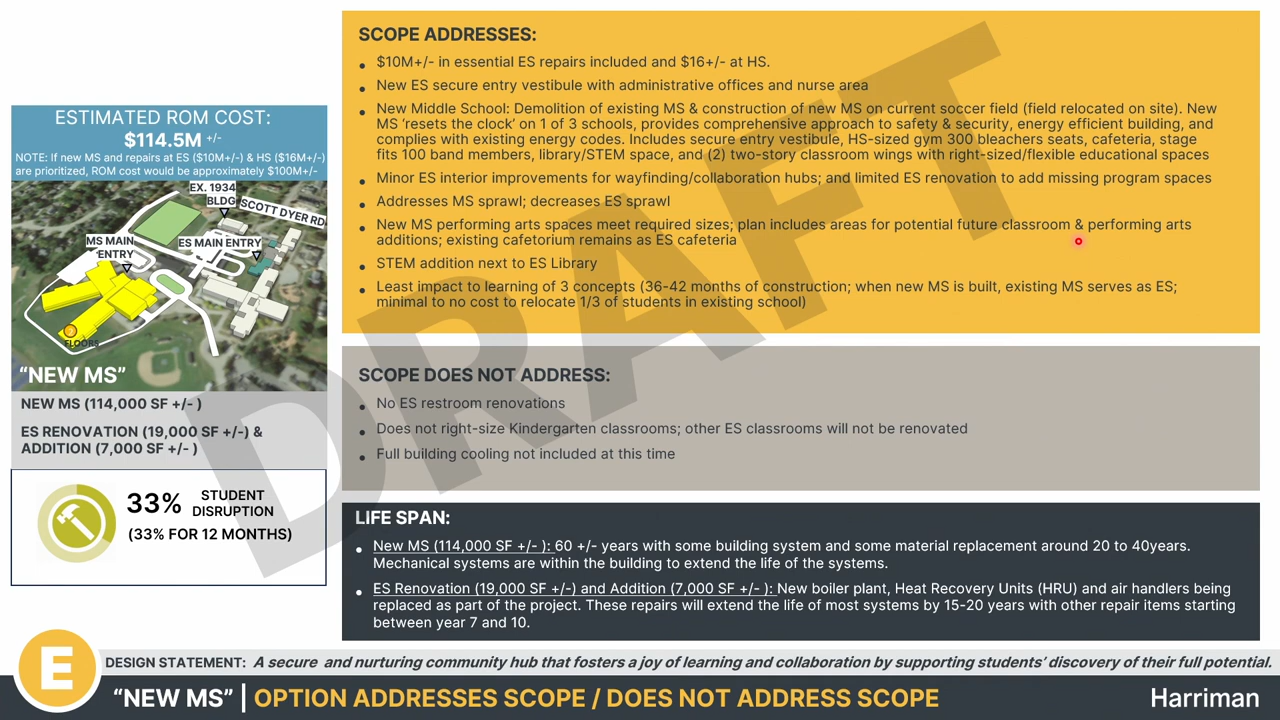 ESTIMATED ROM COST:
$114.5M +/-
NOTE: If new MS and repairs at ES ($10M+/-) & HS ($16M+/-)
are prioritized, ROM cost would be approximately $100M+/-
EX. 1934
BLDG
SCOTT DYER RD
MS MAIN
ENTRY
ES MAIN ENTRY
FLOORS
“NEW MS”
NEW MS (114,000 SF +/- )
ES RENOVATION (19,000 SF +/-) &
ADDITION (7,000 SF +/- )
33% STUDENT
DISRUPTION
(33% FOR 12 MONTHS)
SCOPE ADDRESSES:
• $10M+/- in essential ES repairs included and $16+/- at HS.
• New ES secure entry vestibule with administrative offices and nurse area
• New Middle School: Demolition of existing MS & construction of new MS on current soccer field (field relocated on site). New
MS ‘resets the clock’ on 1 of 3 schools, provides comprehensive approach to safety & security, energy efficient building, and
complies with existing energy codes. Includes secure entry vestibule, HS-sized gym 300 bleachers seats, cafeteria, stage
fits 100 band members, library/STEM space, and (2) two-story classroom wings with right-sized/flexible educational spaces
• Minor ES interior improvements for wayfinding/collaboration hubs; and limited ES renovation to add missing program spaces
• Addresses MS sprawl; decreases ES sprawl
• New MS performing arts spaces meet required sizes; plan includes areas for potential future classroom & performing arts
additions; existing cafetorium remains as ES cafeteria
• STEM addition next to ES Library
• Least impact to learning of 3 concepts (36-42 months of construction; when new MS is built, existing MS serves as ES;
minimal to no cost to relocate 1/3 of students in existing school)
SCOPE DOES NOT ADDRESS:
• No ES restroom renovations
• Does not right-size Kindergarten classrooms; other ES classrooms will not be renovated
• Full building cooling not included at this time
LIFE SPAN:
• New MS (114,000 SF +/- ): 60 +/- years with some building system and some material replacement around 20 to 40years.
Mechanical systems are within the building to extend the life of the systems.
• ES Renovation (19,000 SF +/-) and Addition (7,000 SF +/- ): New boiler plant, Heat Recovery Units (HRU) and air handlers being
replaced as part of the project. These repairs will extend the life of most systems by 15-20 years with other repair items starting
between year 7 and 10.
DRAFT
E
DESIGN STATEMENT: A secure and nurturing community hub that fosters a joy of learning and collaboration by supporting students’ discovery of their full potential.
“NEW MS” | OPTION ADDRESSES SCOPE / DOES NOT ADDRESS SCOPE
Harriman